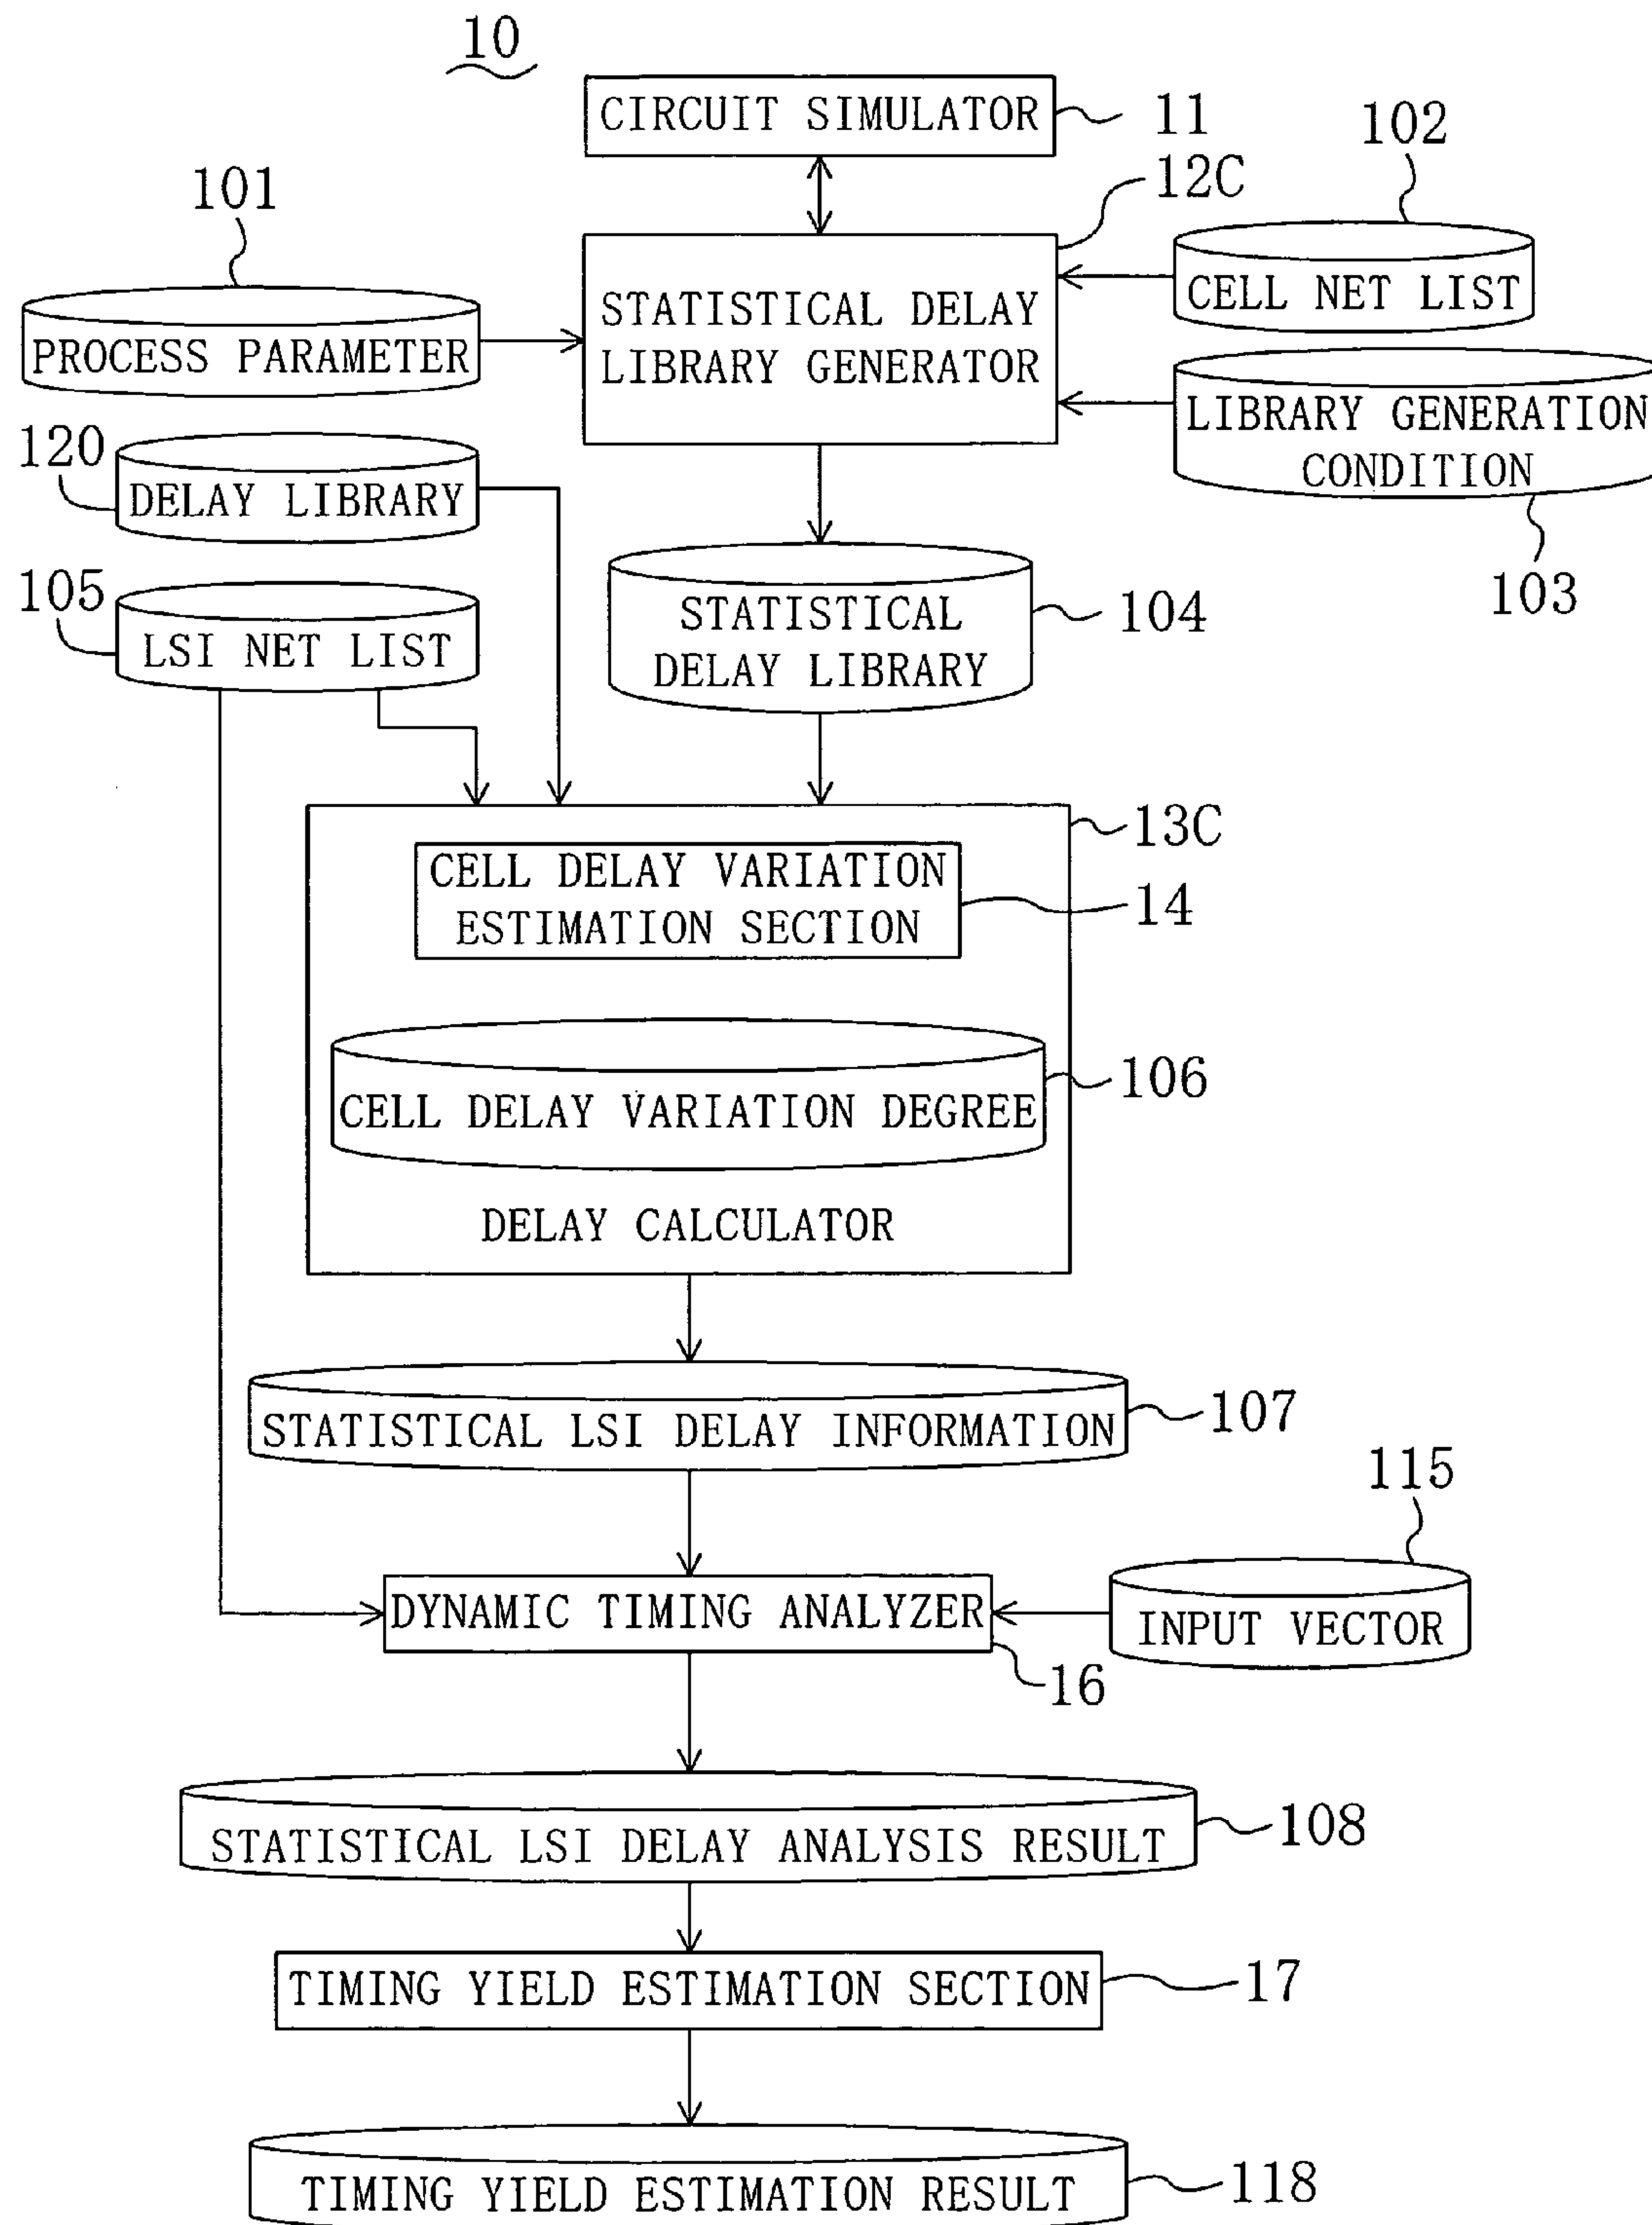 10
CIRCUIT SIMULATOR
11
102
12C
101
CELL NET LIST
STATISTICAL DELAY
LIBRARY GENERATOR
PROCESS PARAMETER
LIBRARY GENERATION
CONDITION
103
120
DELAY LIBRARY
105
LSI NET LIST
STATISTICAL
DELAY LIBRARY
104
13C
CELL DELAY VARIATION
ESTIMATION SECTION
14
106
CELL DELAY VARIATION DEGREE
DELAY CALCULATOR
STATISTICAL LSI DELAY INFORMATION
107
115
DYNAMIC TIMING ANALYZER
INPUT VECTOR
16
STATISTICAL LSI DELAY ANALYSIS RESULT
108
TIMING YIELD ESTIMATION SECTION
17
TIMING YIELD ESTIMATION RESULT
118